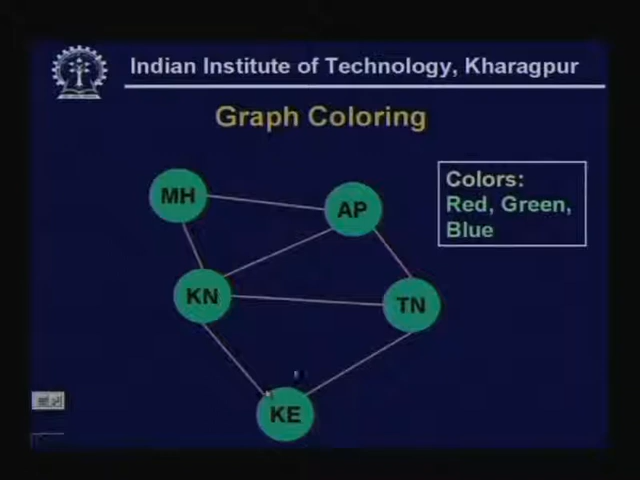 Indian Institute of Technology, Kharagpur
Graph Coloring
Colors:
Red, Green,
Blue
MH
AP
KN
TN
KE